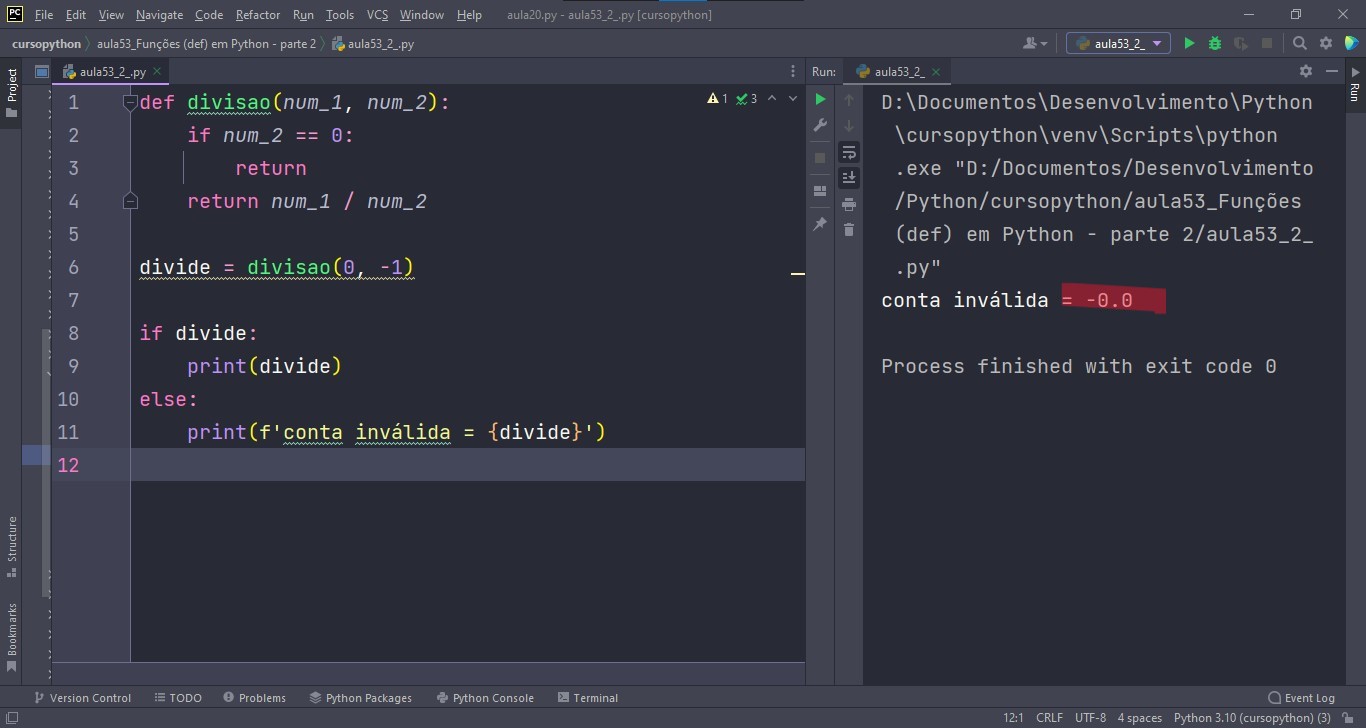 PC File Edit View Navigate Code Refactor Run Tools VCS Window Help aula20.py - aula53_2_.py [cursopython]
cursopython aula53_Funções (def) em Python - parte 2 aula53_2_.py aula53_2_
Project
aula53_2_.py
1 3
1 def divisao(num_1, num_2):
2 if num_2 == 0:
3 return
4 return num_1 / num_2
5
6 divide = divisao(0, -1)
7
8 if divide:
9 print(divide)
10 else:
11 print(f'conta inválida = {divide}')
12
Run: aula53_2_
D:\Documentos\Desenvolvimento\Python
\cursopython\venv\Scripts\python
.exe "D:/Documentos/Desenvolvimento
/Python/cursopython/aula53_Funções
(def) em Python - parte 2/aula53_2_
.py"
conta inválida = -0.0
Process finished with exit code 0
Run
Structure
Bookmarks
Version Control TODO Problems Python Packages Python Console Terminal Event Log
12:1 CRLF UTF-8 4 spaces Python 3.10 (cursopython) (3)